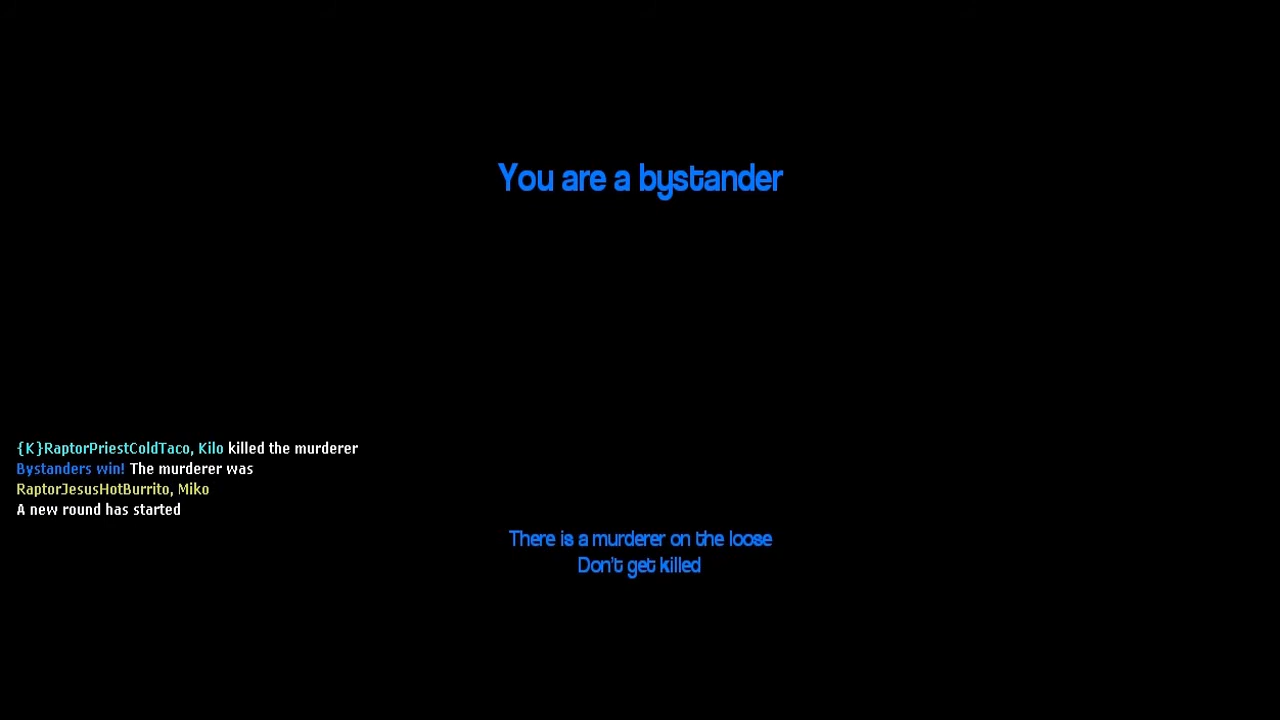 You are a bystander
{K}RaptorPriestColdTaco, Kilo killed the murderer
Bystanders win! The murderer was
RaptorJesusHotBurrito, Miko
A new round has started
There is a murderer on the loose
Don't get killed